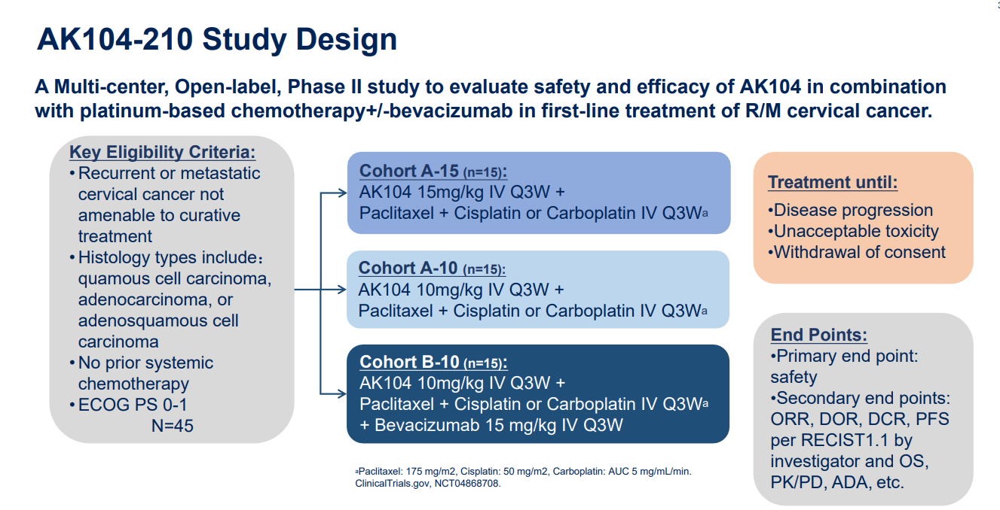 AK104-210 Study Design
A Multi-center, Open-label, Phase II study to evaluate safety and efficacy of AK104 in combination
with platinum-based chemotherapy+/-bevacizumab in first-line treatment of R/M cervical cancer.
Key Eligibility Criteria:
•Recurrent or metastatic
cervical cancer not
amenable to curative
treatment
•Histology types include：
quamous cell carcinoma,
adenocarcinoma, or
adenosquamous cell
carcinoma
•No prior systemic
chemotherapy
•ECOG PS 0-1
N=45
Cohort A-15 (n=15):
AK104 15mg/kg IV Q3W +
Paclitaxel + Cisplatin or Carboplatin IV Q3Wa
Cohort A-10 (n=15):
AK104 10mg/kg IV Q3W +
Paclitaxel + Cisplatin or Carboplatin IV Q3Wa
Cohort B-10 (n=15):
AK104 10mg/kg IV Q3W +
Paclitaxel + Cisplatin or Carboplatin IV Q3Wa
+ Bevacizumab 15 mg/kg IV Q3W
aPaclitaxel: 175 mg/m2, Cisplatin: 50 mg/m2, Carboplatin: AUC 5 mg/mL/min.
ClinicalTrials.gov, NCT04868708.
Treatment until:
•Disease progression
•Unacceptable toxicity
•Withdrawal of consent
End Points:
•Primary end point:
safety
•Secondary end points:
ORR, DOR, DCR, PFS
per RECIST1.1 by
investigator and OS,
PK/PD, ADA, etc.